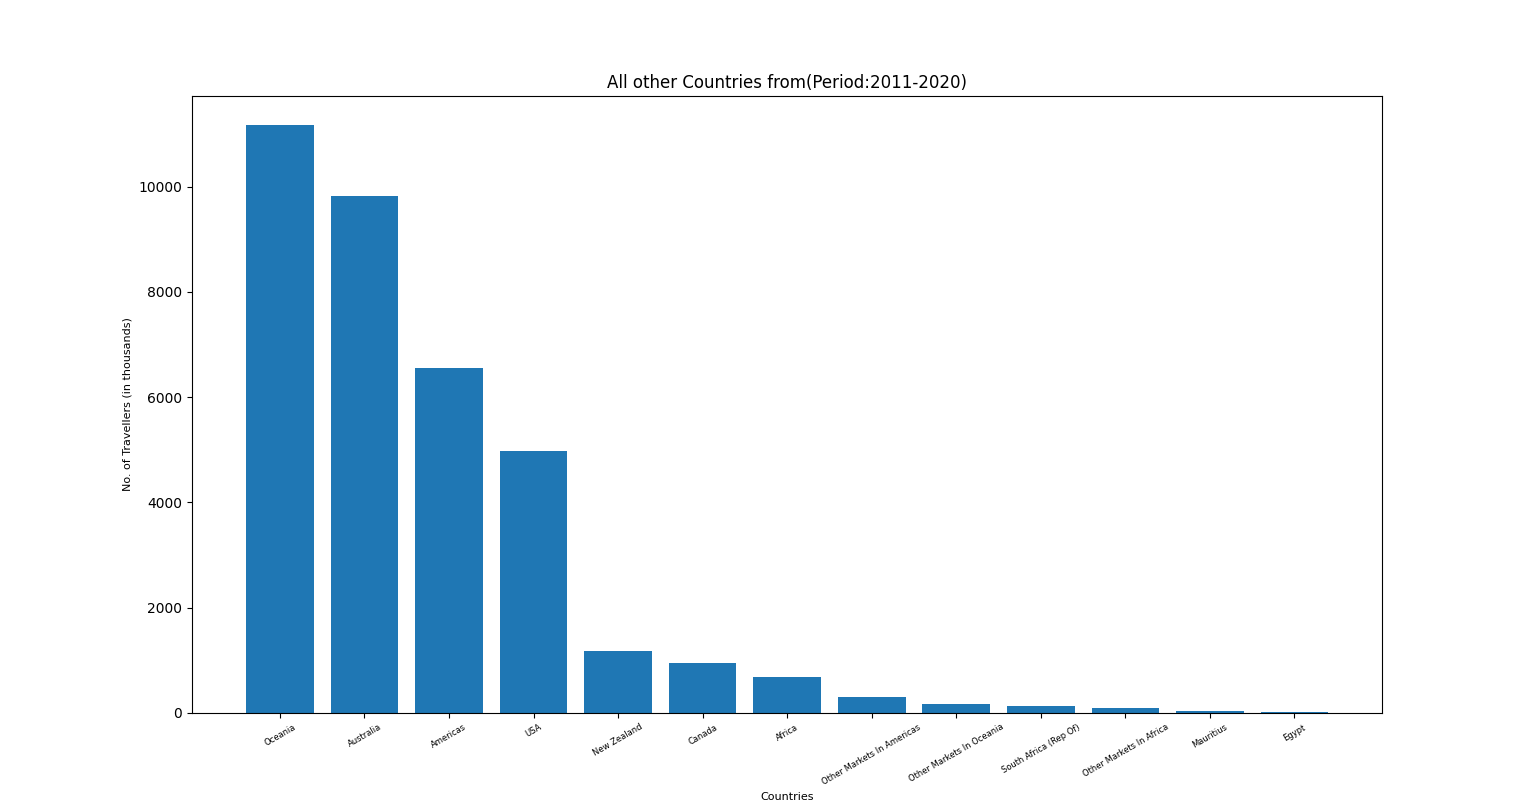 All other Countries from(Period:2011-2020)
No. of Travellers (in thousands)
10000
8000
6000
4000
2000
0
Oceania
Australia
Americas
USA
New Zealand
Canada
Africa
Other Markets In Americas
Other Markets In Oceania
South Africa (Rep Of)
Other Markets In Africa
Mauritius
Egypt
Countries